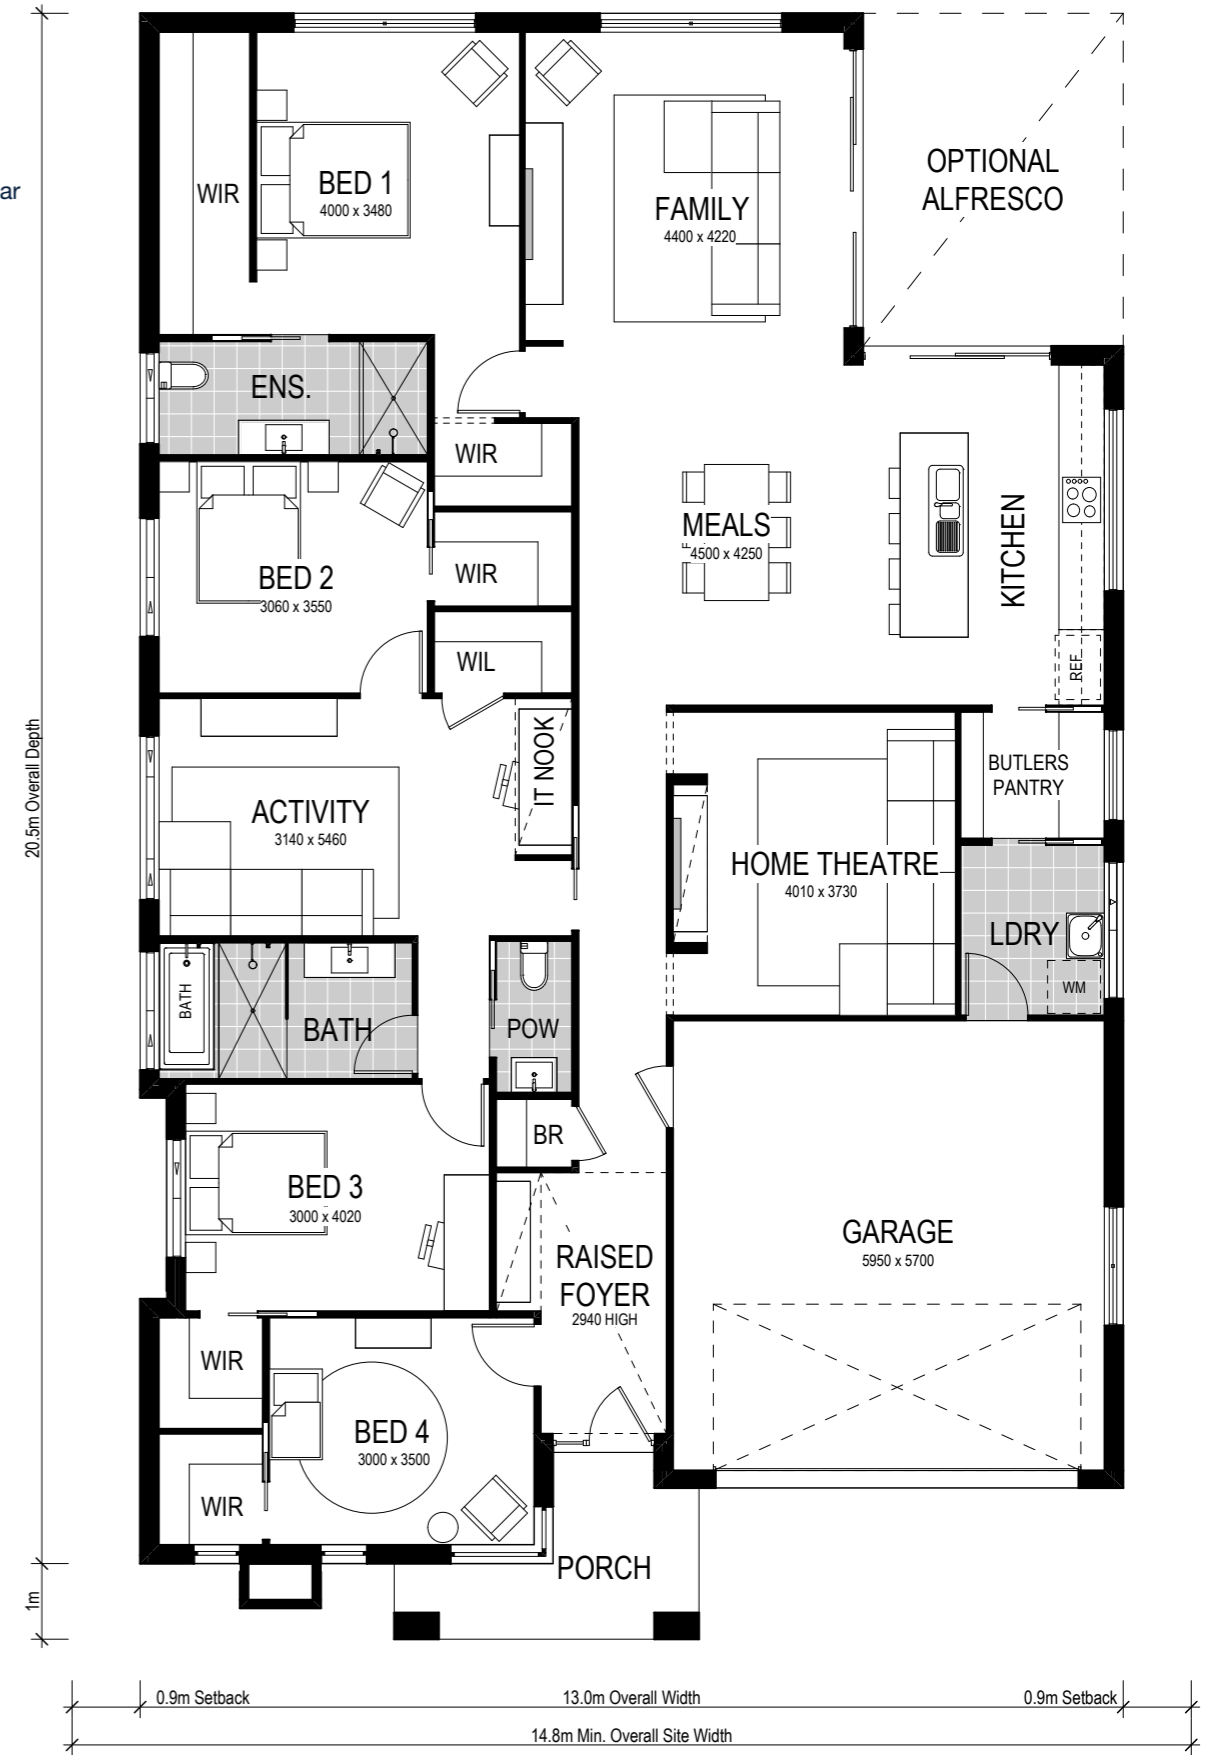 ar
WIR
BED 1
4000 x 3480
FAMILY
4400 x 4220
OPTIONAL
ALFRESCO
ENS.
WIR
MEALS
4500 x 4250
KITCHEN
BED 2
3060 x 3550
WIR
WIL
REF
IT NOOK
BUTLERS
PANTRY
ACTIVITY
3140 x 5460
HOME THEATRE
4010 x 3730
LDRY
WM
BATH
BATH
POW
BR
BED 3
3000 x 4020
RAISED
FOYER
2940 HIGH
GARAGE
5950 x 5700
WIR
BED 4
3000 x 3500
WIR
PORCH
20.5m Overall Depth
1m
0.9m Setback
13.0m Overall Width
0.9m Setback
14.8m Min. Overall Site Width